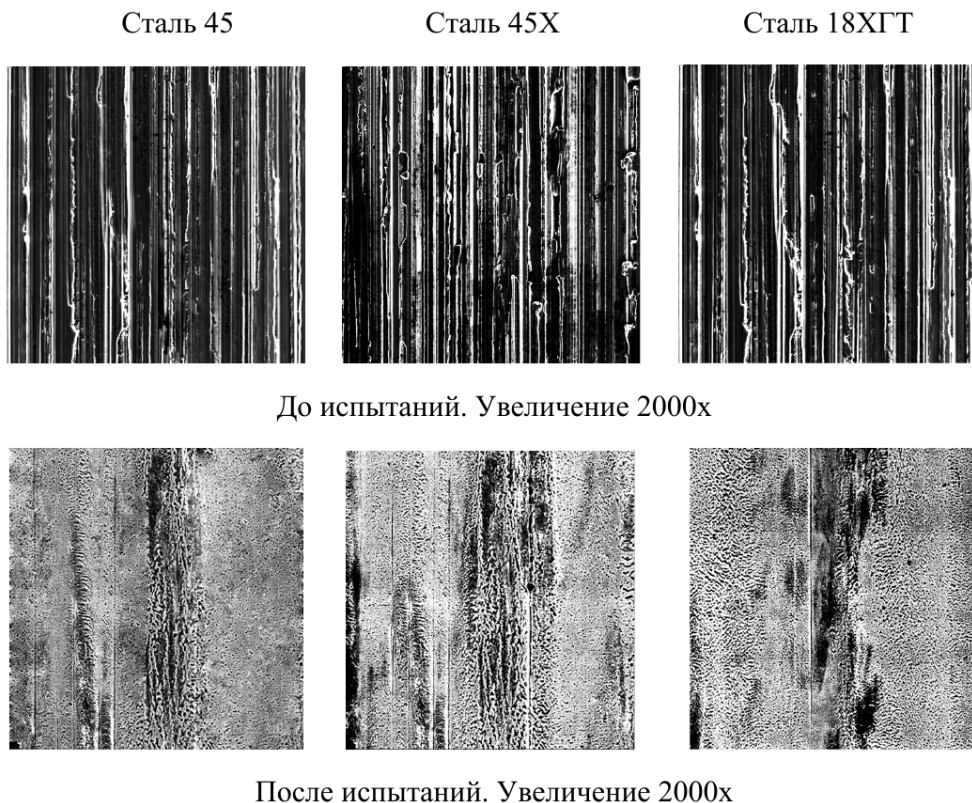 Сталь 45 Сталь 45Х Сталь 18ХГТ
До испытаний. Увеличение 2000х
После испытаний. Увеличение 2000х